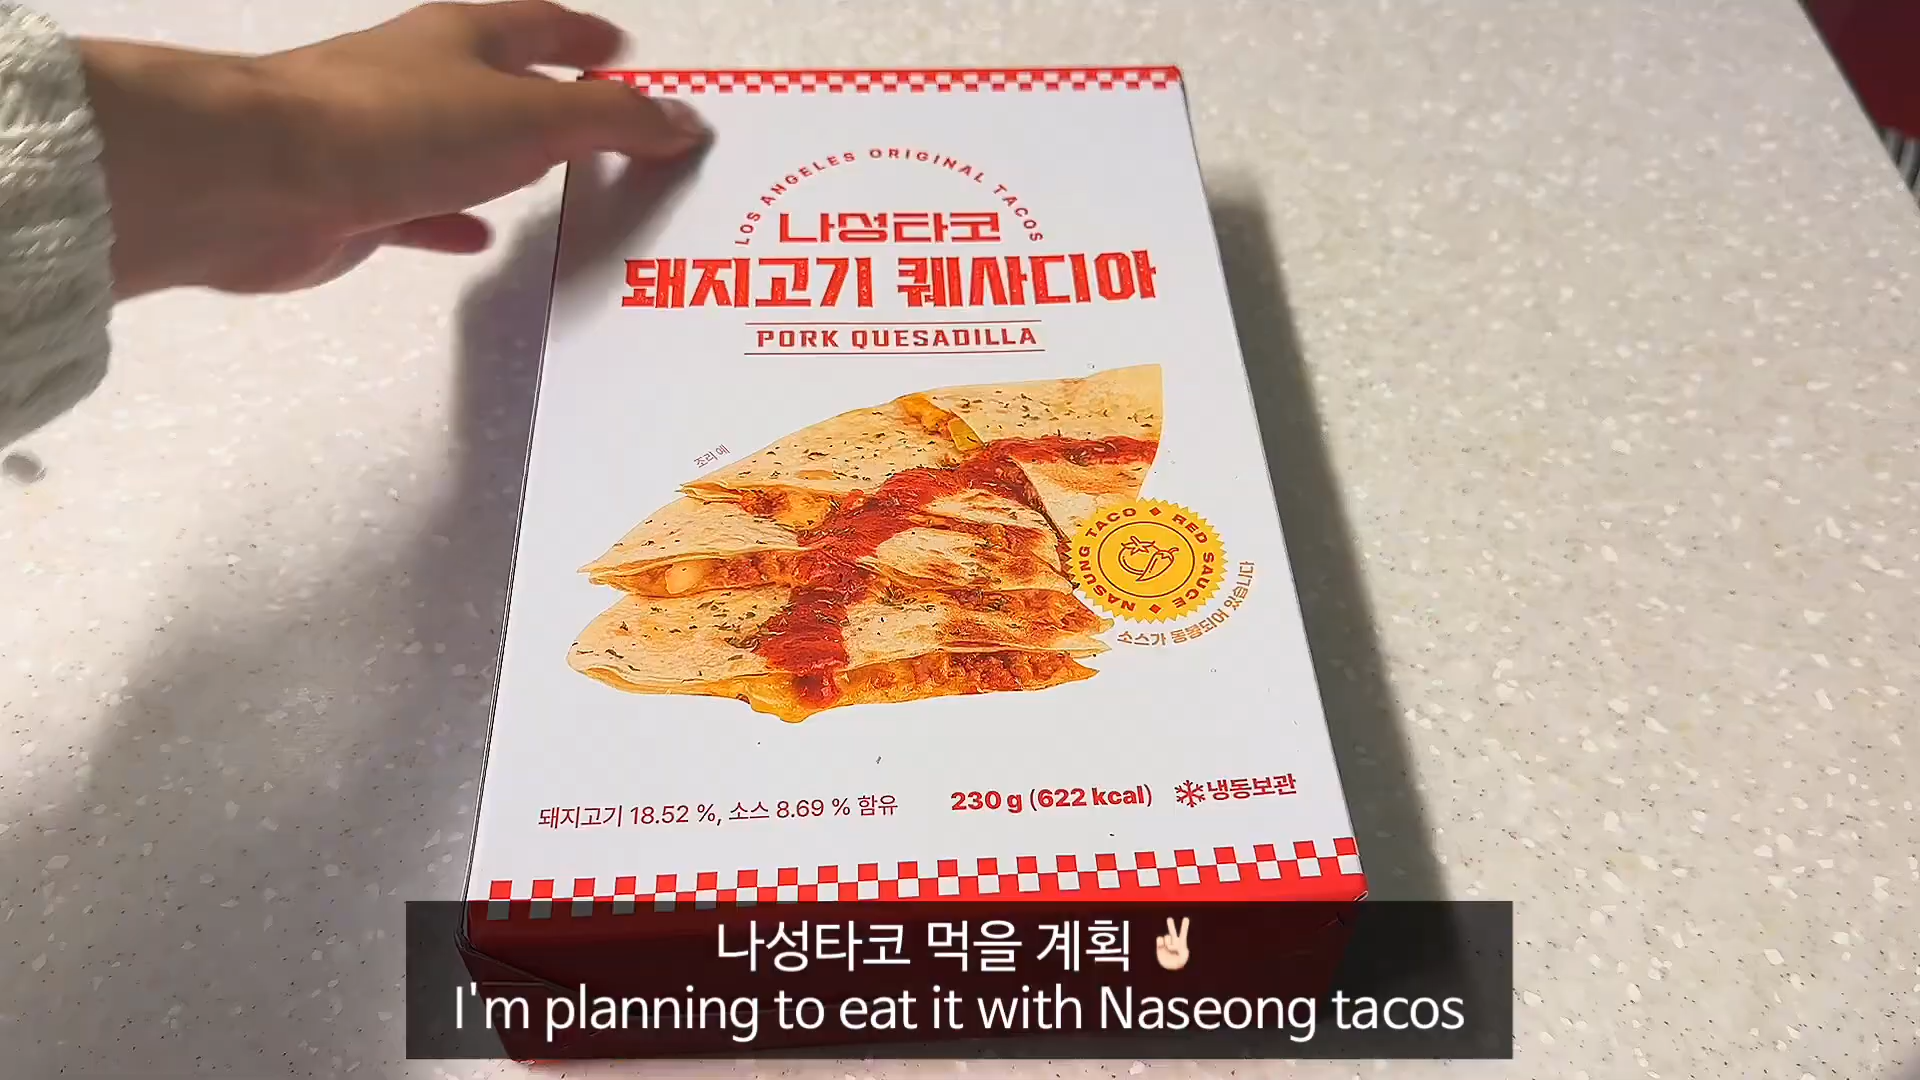 LOS ANGELES ORIGINAL TACOS
나성타코
돼지고기 퀘사디아
PORK QUESADILLA
조리 예
NASUNG TACO ◆ RED SAUCE ◆
소스가 동봉되어 있습니다
돼지고기 18.52 %, 소스 8.69 % 함유
230 g (622 kcal)
냉동보관
나성타코 먹을 계획 ✌🏻
I'm planning to eat it with Naseong tacos